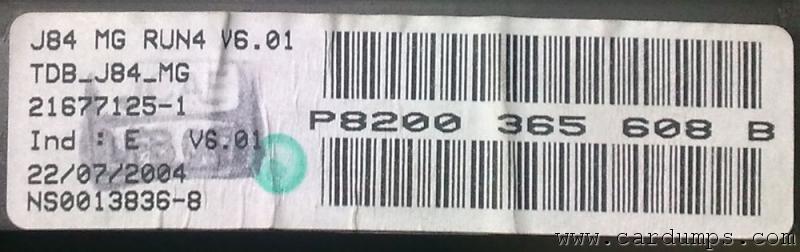 J84 MG RUN4 V6.01
TDB_J84_MG
21677125-1
Ind : E V6.01
22/07/2004
NS0013836-8
P8200 365 608 B
www.cardumps.com